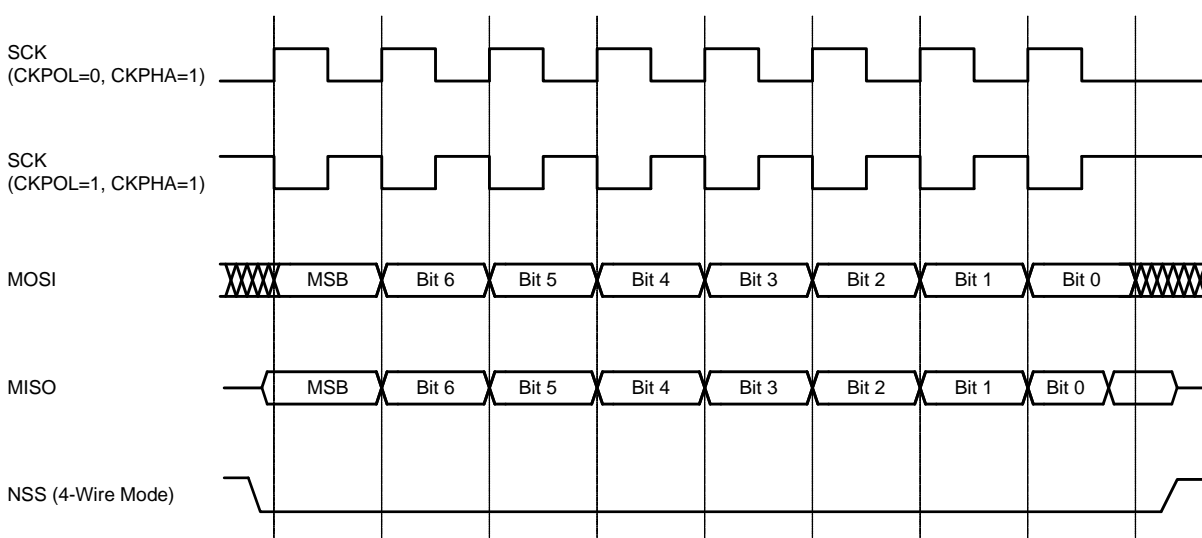 SCK
(CKPOL=0, CKPHA=1)
SCK
(CKPOL=1, CKPHA=1)
MOSI
MSB
Bit 6
Bit 5
Bit 4
Bit 3
Bit 2
Bit 1
Bit 0
MISO
MSB
Bit 6
Bit 5
Bit 4
Bit 3
Bit 2
Bit 1
Bit 0
NSS (4-Wire Mode)